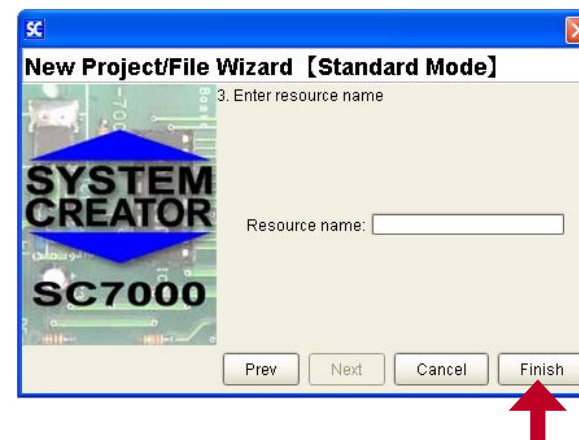 SC
New Project/File Wizard【Standard Mode】
3. Enter resource name
SYSTEM
CREATOR
SC7000
Resource name:
Prev Next Cancel Finish